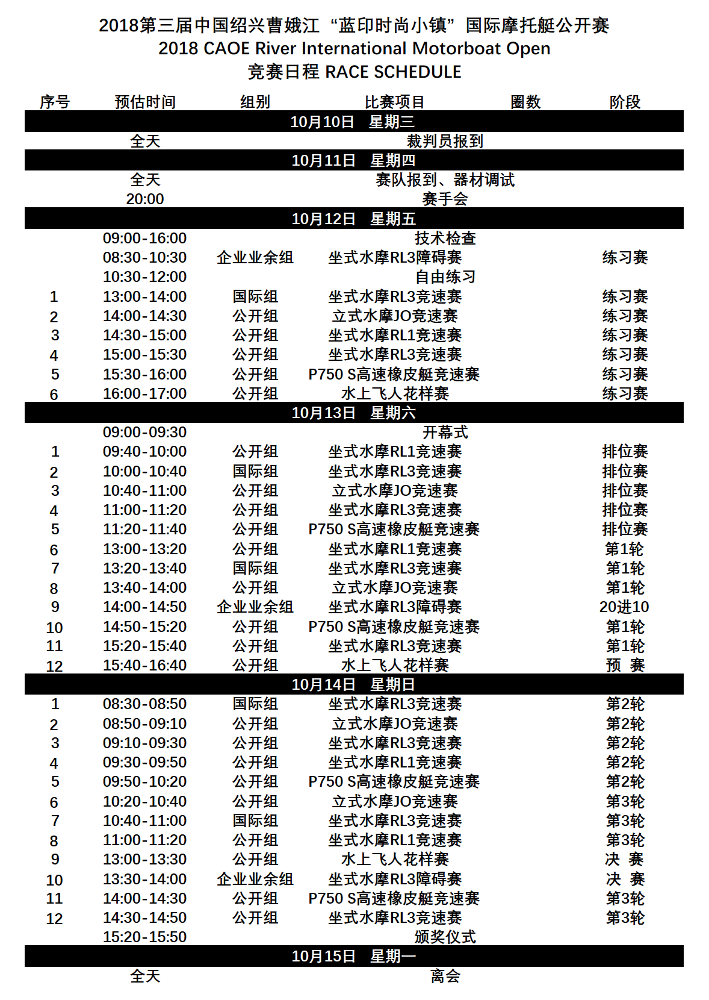 2018第三届中国绍兴曹娥江“蓝印时尚小镇”国际摩托艇公开赛
2018 CAOE River International Motorboat Open
竞赛日程 RACE SCHEDULE
序号 预估时间 组别 比赛项目 圈数 阶段
10月10日 星期三
全天 裁判员报到
10月11日 星期四
全天 赛队报到、器材调试
20:00 赛手会
10月12日 星期五
09:00-16:00 技术检查
08:30-10:30 企业业余组 坐式水摩RL3障碍赛 练习赛
10:30-12:00 自由练习
1 13:00-14:00 国际组 坐式水摩RL3竞速赛 练习赛
2 14:00-14:30 公开组 立式水摩JO竞速赛 练习赛
3 14:30-15:00 公开组 坐式水摩RL1竞速赛 练习赛
4 15:00-15:30 公开组 坐式水摩RL3竞速赛 练习赛
5 15:30-16:00 公开组 P750 S高速橡皮艇竞速赛 练习赛
6 16:00-17:00 公开组 水上飞人花样赛 练习赛
10月13日 星期六
09:00-09:30 开幕式
1 09:40-10:00 公开组 坐式水摩RL1竞速赛 排位赛
2 10:00-10:40 国际组 坐式水摩RL3竞速赛 排位赛
3 10:40-11:00 公开组 立式水摩JO竞速赛 排位赛
4 11:00-11:20 公开组 坐式水摩RL3竞速赛 排位赛
5 11:20-11:40 公开组 P750 S高速橡皮艇竞速赛 排位赛
6 13:00-13:20 公开组 坐式水摩RL1竞速赛 第1轮
7 13:20-13:40 国际组 坐式水摩RL3竞速赛 第1轮
8 13:40-14:00 公开组 立式水摩JO竞速赛 第1轮
9 14:00-14:50 企业业余组 坐式水摩RL3障碍赛 20进10
10 14:50-15:20 公开组 P750 S高速橡皮艇竞速赛 第1轮
11 15:20-15:40 公开组 坐式水摩RL3竞速赛 第1轮
12 15:40-16:40 公开组 水上飞人花样赛 预 赛
10月14日 星期日
1 08:30-08:50 国际组 坐式水摩RL3竞速赛 第2轮
2 08:50-09:10 公开组 立式水摩JO竞速赛 第2轮
3 09:10-09:30 公开组 坐式水摩RL3竞速赛 第2轮
4 09:30-09:50 公开组 坐式水摩RL1竞速赛 第2轮
5 09:50-10:20 公开组 P750 S高速橡皮艇竞速赛 第2轮
6 10:20-10:40 公开组 立式水摩JO竞速赛 第3轮
7 10:40-11:00 国际组 坐式水摩RL3竞速赛 第3轮
8 11:00-11:20 公开组 坐式水摩RL1竞速赛 第3轮
9 13:00-13:30 公开组 水上飞人花样赛 决 赛
10 13:30-14:00 企业业余组 坐式水摩RL3障碍赛 决 赛
11 14:00-14:30 公开组 P750 S高速橡皮艇竞速赛 第3轮
12 14:30-14:50 公开组 坐式水摩RL3竞速赛 第3轮
15:20-15:50 颁奖仪式
10月15日 星期一
全天 离会